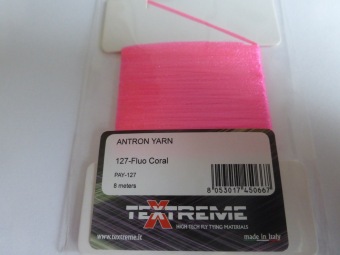 ANTRON YARN
127-Fluo Coral
PAY-127
8 meters
8 053017 450667
TEXTREME
HIGH TECH FLY TYING MATERIALS
www.textreme.it
made in Italy